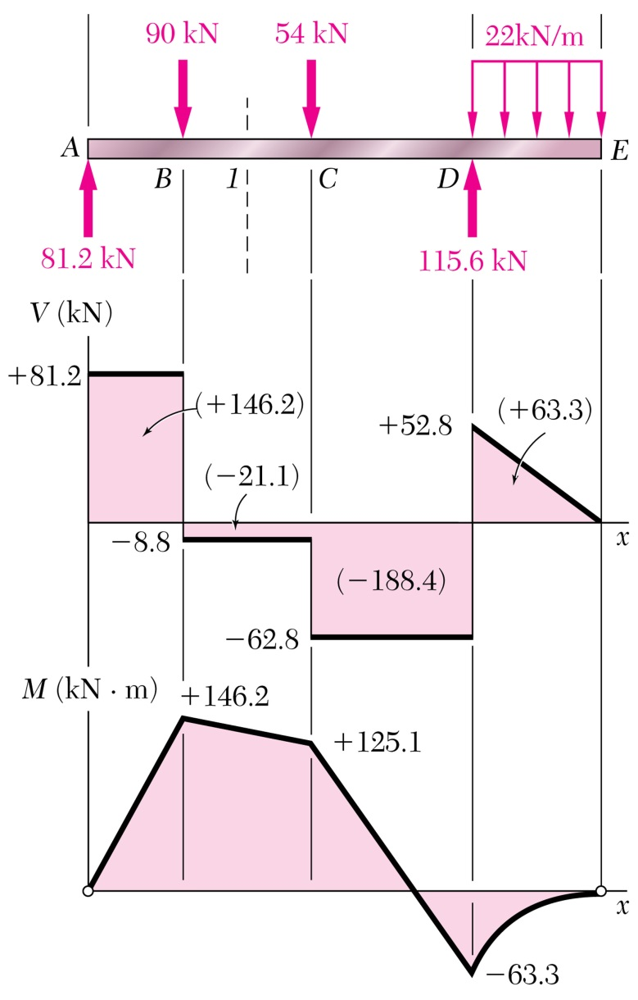 90 kN 54 kN 22kN/m
A E
B 1 C D
81.2 kN 115.6 kN
V (kN)
+81.2
(+146.2) +52.8 (+63.3)
(−21.1)
−8.8 x
(−188.4)
−62.8
M (kN · m) +146.2
+125.1
x
−63.3